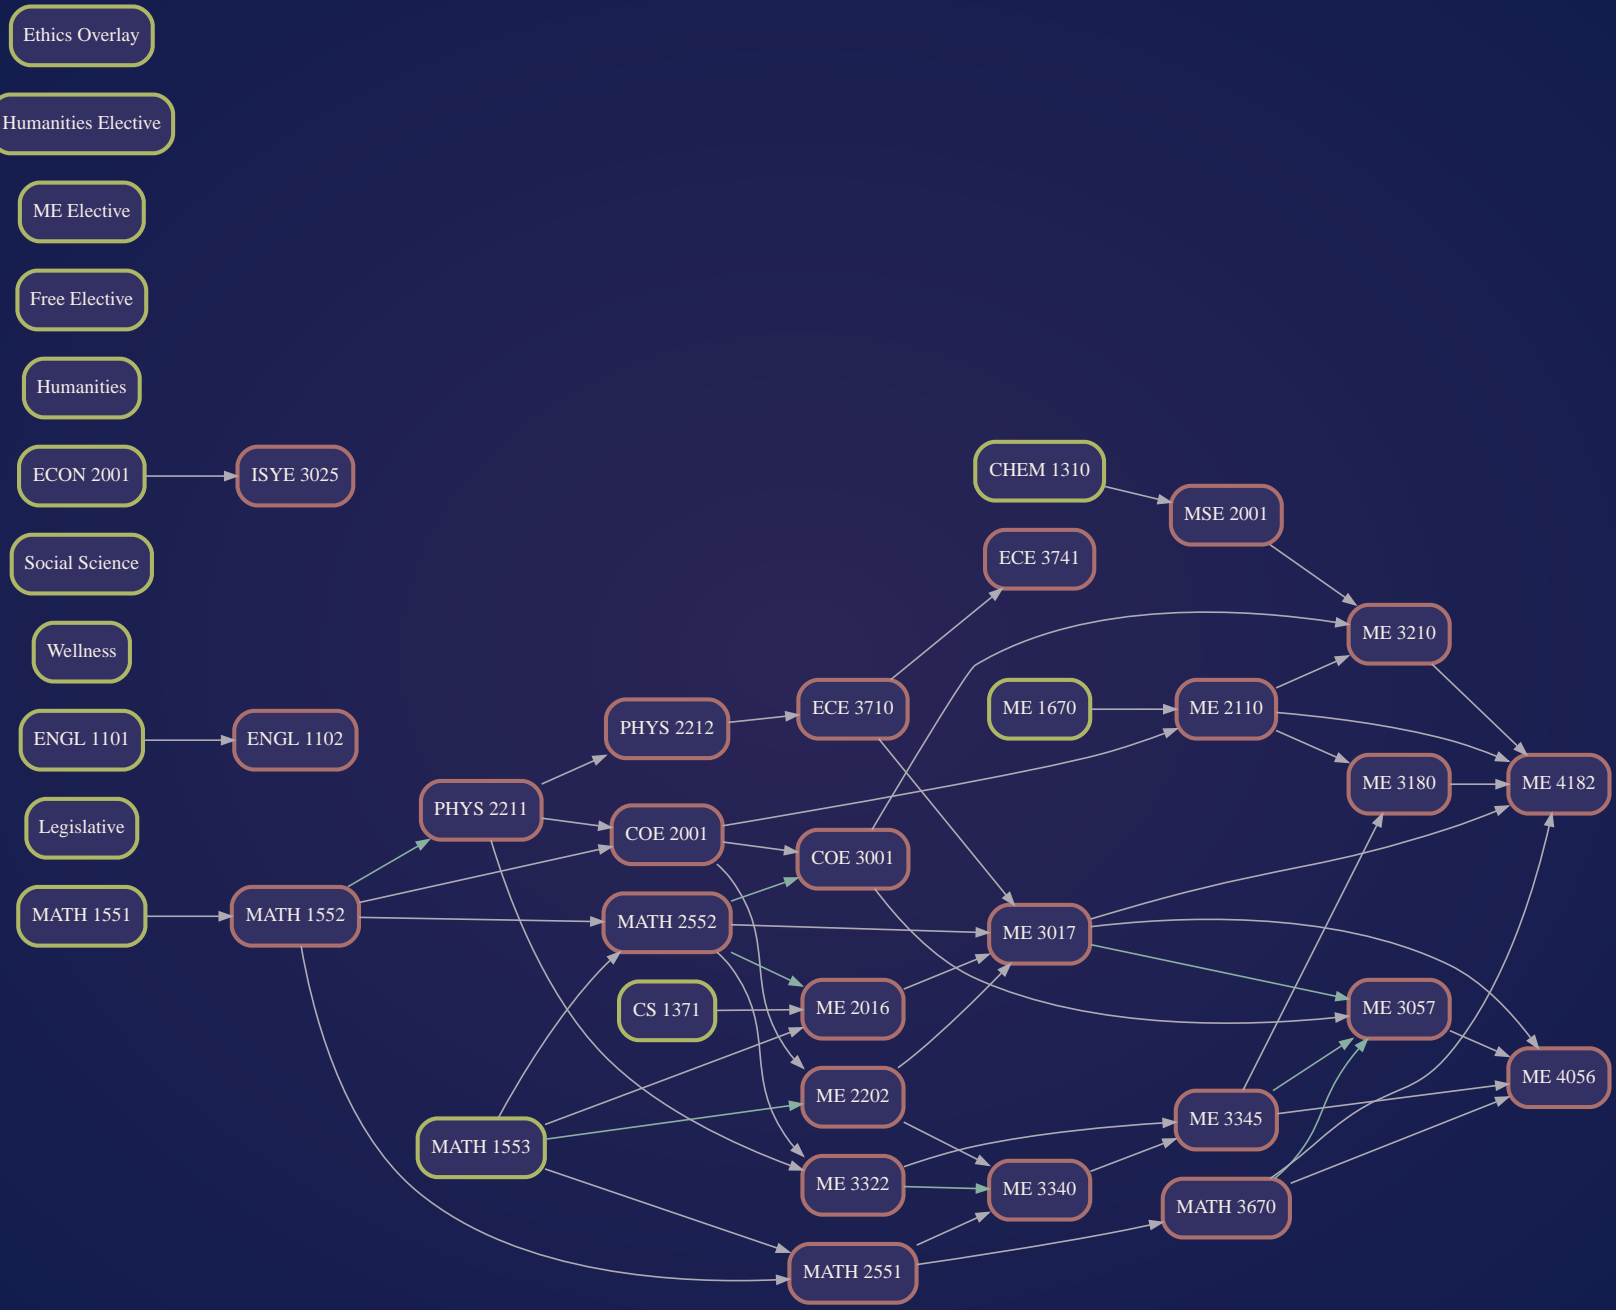 Ethics Overlay
Humanities Elective
ME Elective
Free Elective
Humanities
ECON 2001
ISYE 3025
Social Science
Wellness
ENGL 1101
ENGL 1102
Legislative
MATH 1551
MATH 1552
PHYS 2211
MATH 1553
PHYS 2212
COE 2001
MATH 2552
CS 1371
ECE 3710
COE 3001
ME 2016
ME 2202
ME 3322
MATH 2551
CHEM 1310
ECE 3741
ME 1670
ME 3017
ME 3340
MSE 2001
ME 2110
ME 3345
MATH 3670
ME 3210
ME 3180
ME 3057
ME 4182
ME 4056